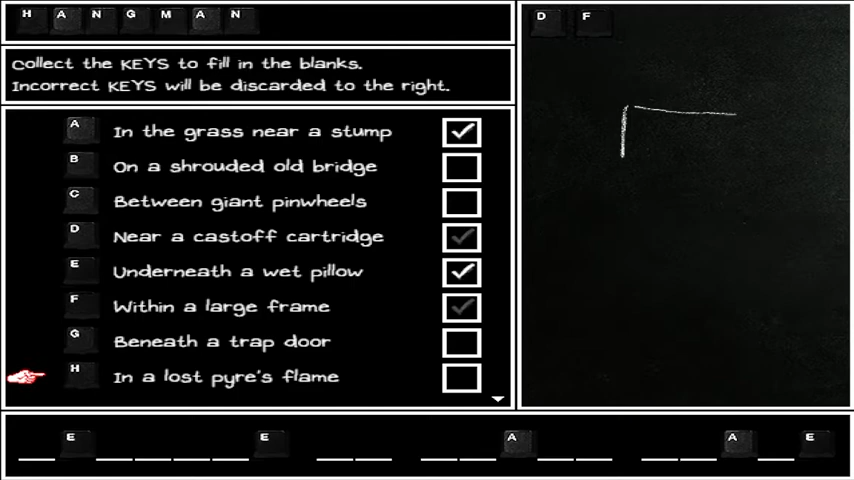 H A N G M A N
D F
Collect the KEYS to fill in the blanks.
Incorrect KEYS will be discarded to the right.
A In the grass near a stump
B On a shrouded old bridge
C Between giant pinwheels
D Near a castoff cartridge
E Underneath a wet pillow
F Within a large frame
G Beneath a trap door
H In a lost pyre's flame
E E A A E